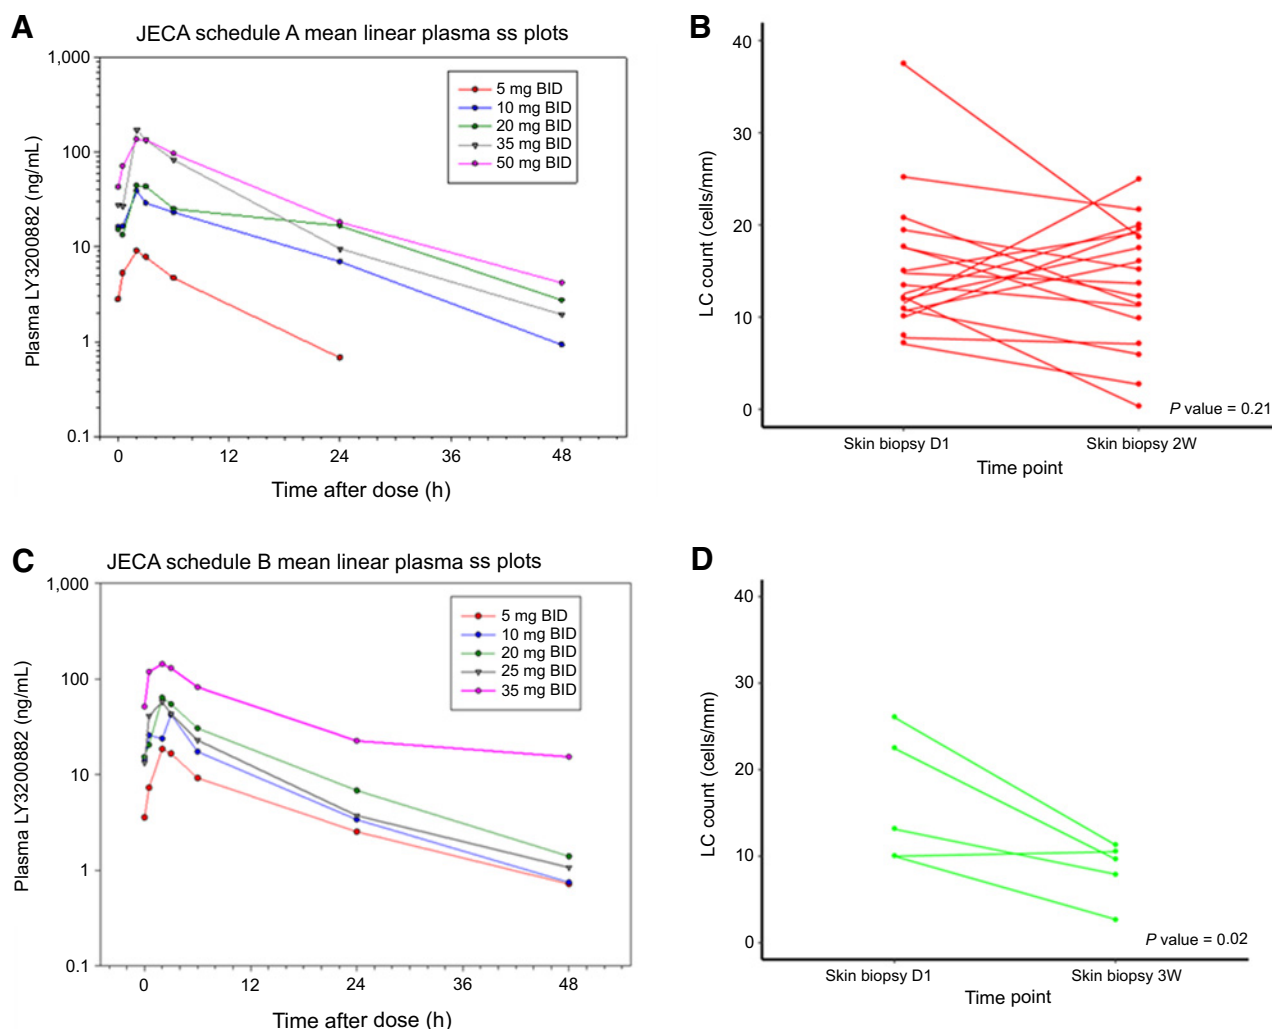 A
JECA schedule A mean linear plasma ss plots
1,000
100
10
1
0.1
Plasma LY3200882 (ng/mL)
5 mg BID
10 mg BID
20 mg BID
35 mg BID
50 mg BID
0 12 24 36 48
Time after dose (h)
B
40
30
20
10
0
LC count (cells/mm)
P value = 0.21
Skin biopsy D1 Skin biopsy 2W
Time point
C
JECA schedule B mean linear plasma ss plots
1,000
100
10
1
0.1
Plasma LY3200882 (ng/mL)
5 mg BID
10 mg BID
20 mg BID
25 mg BID
35 mg BID
0 12 24 36 48
Time after dose (h)
D
40
30
20
10
0
LC count (cells/mm)
P value = 0.02
Skin biopsy D1 Skin biopsy 3W
Time point